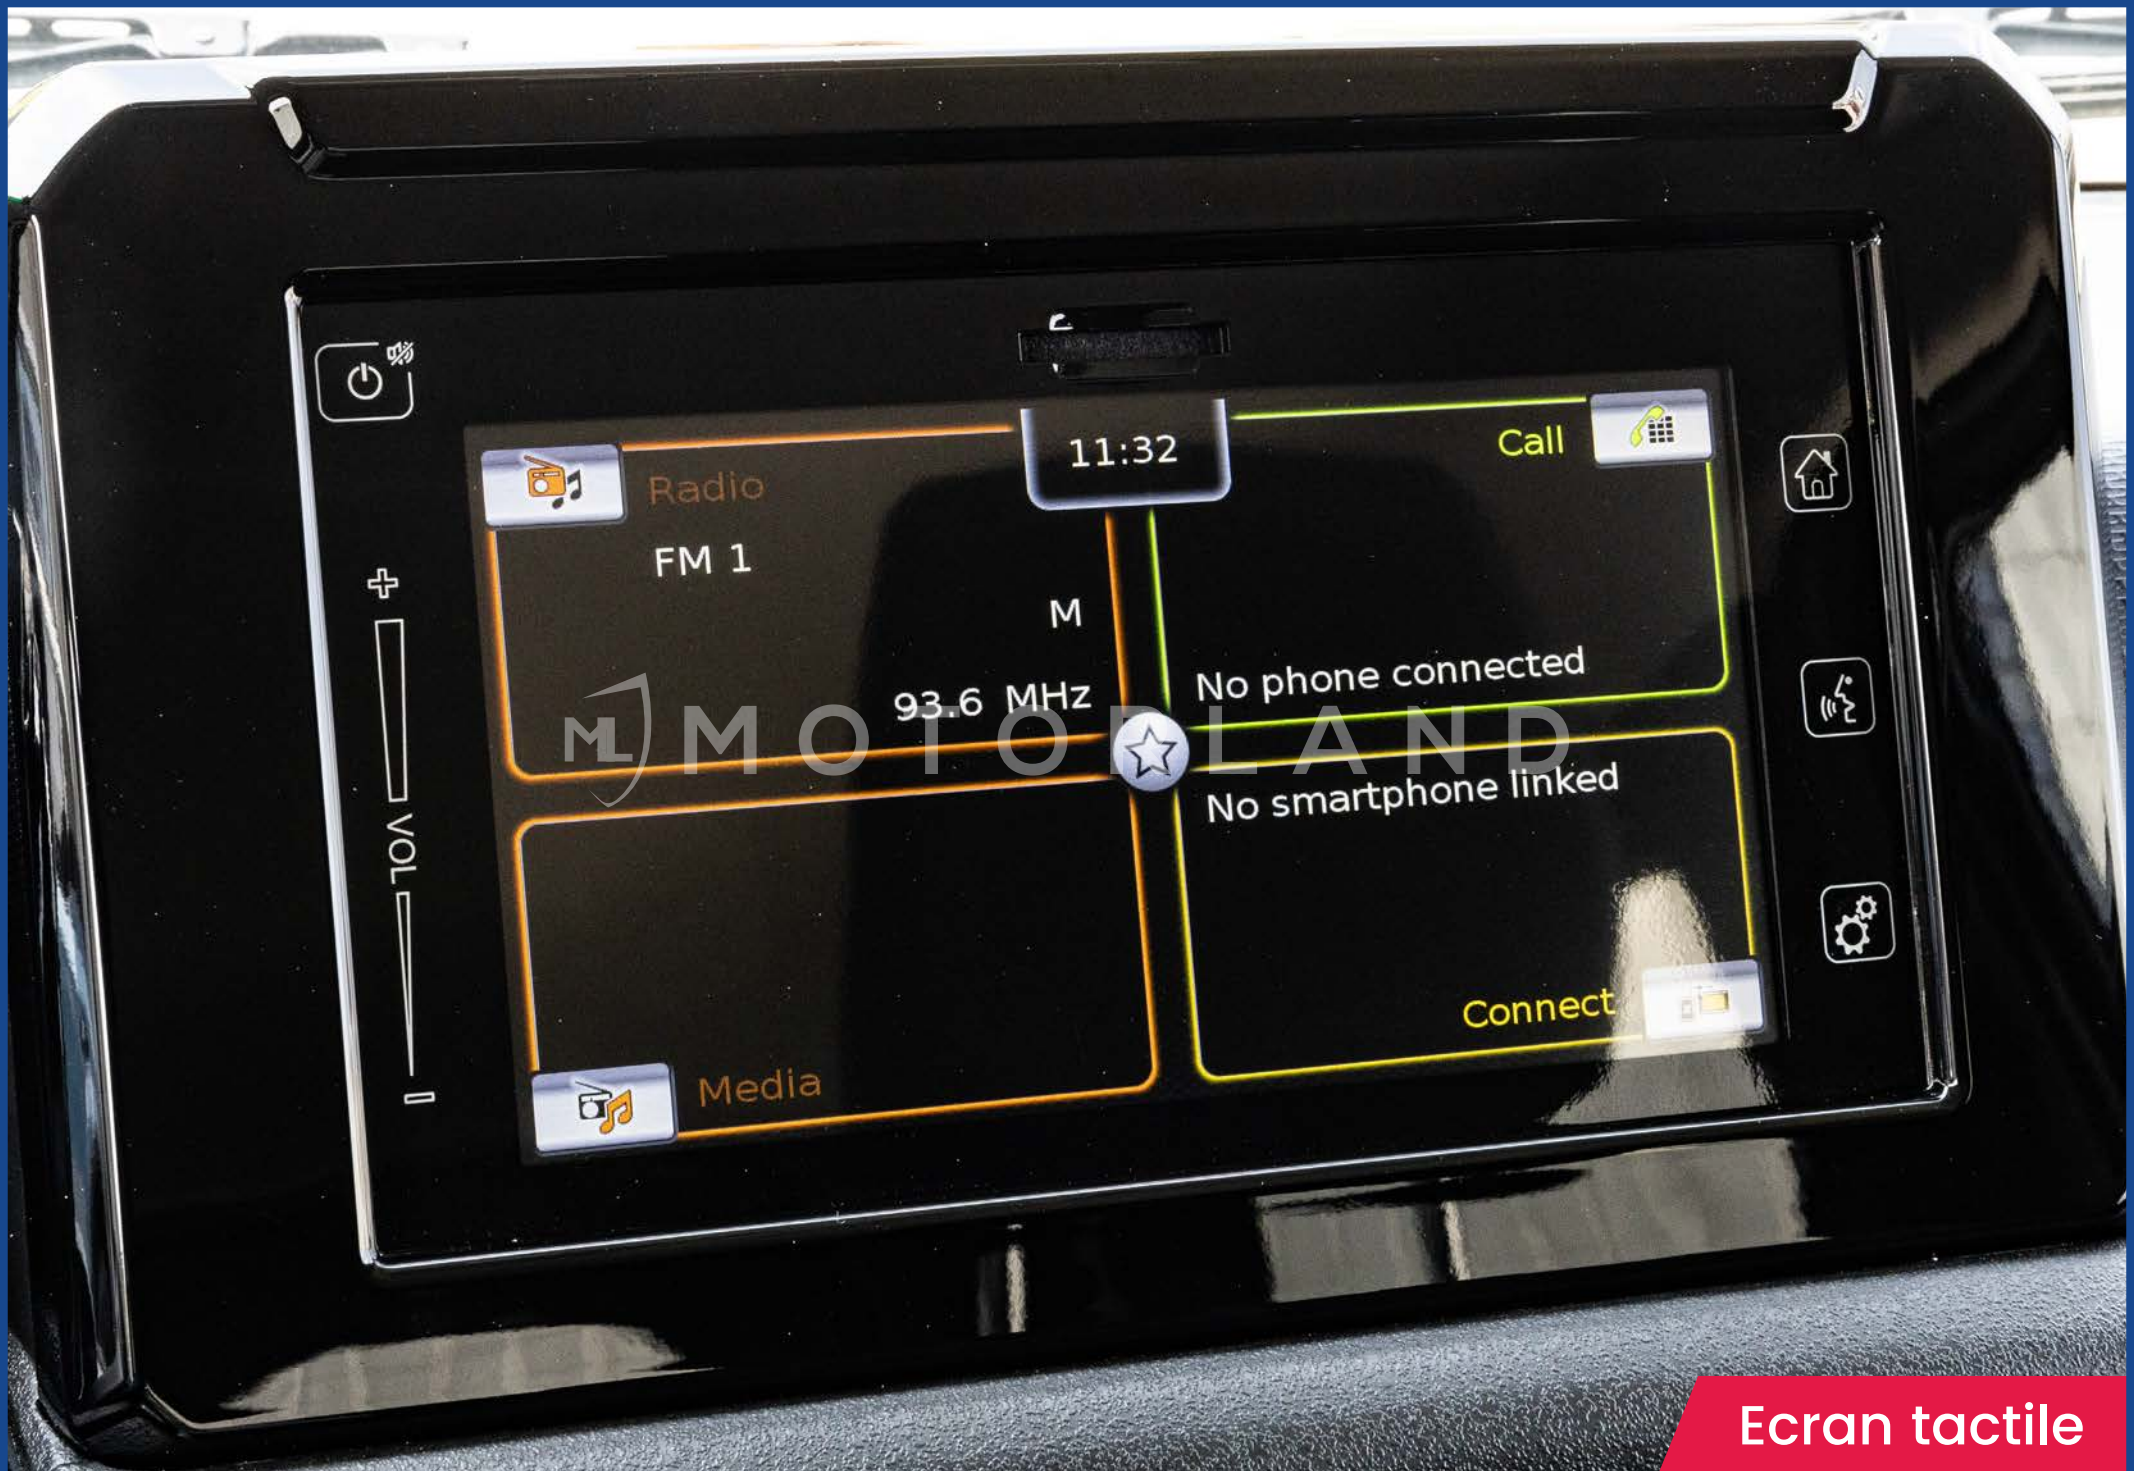 11:32
Radio
FM 1
M
93.6 MHz
Call
No phone connected
VOL
ML MOTORLAND
No smartphone linked
Media
Connect
Ecran tactile